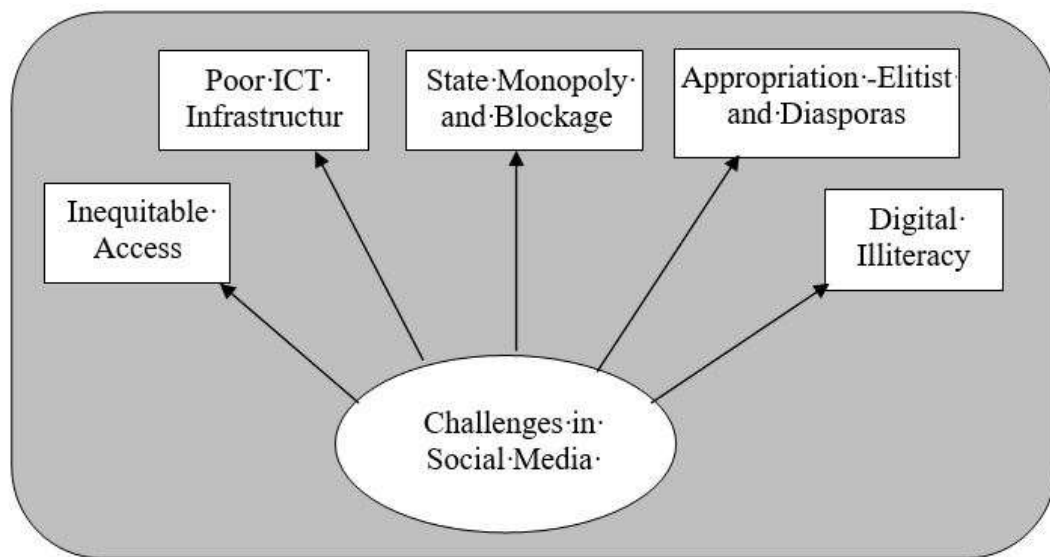 Poor·ICT·
Infrastructur
State·Monopoly·
and·Blockage
Appropriation·-Elitist·
and·Diasporas
Inequitable·
Access
Digital·
Illiteracy
Challenges·in·
Social·Media·